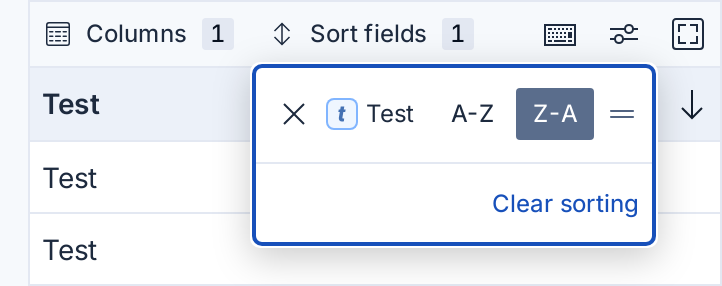 Columns 1 Sort fields 1
Test
t Test A-Z Z-A
Test
Clear sorting
Test